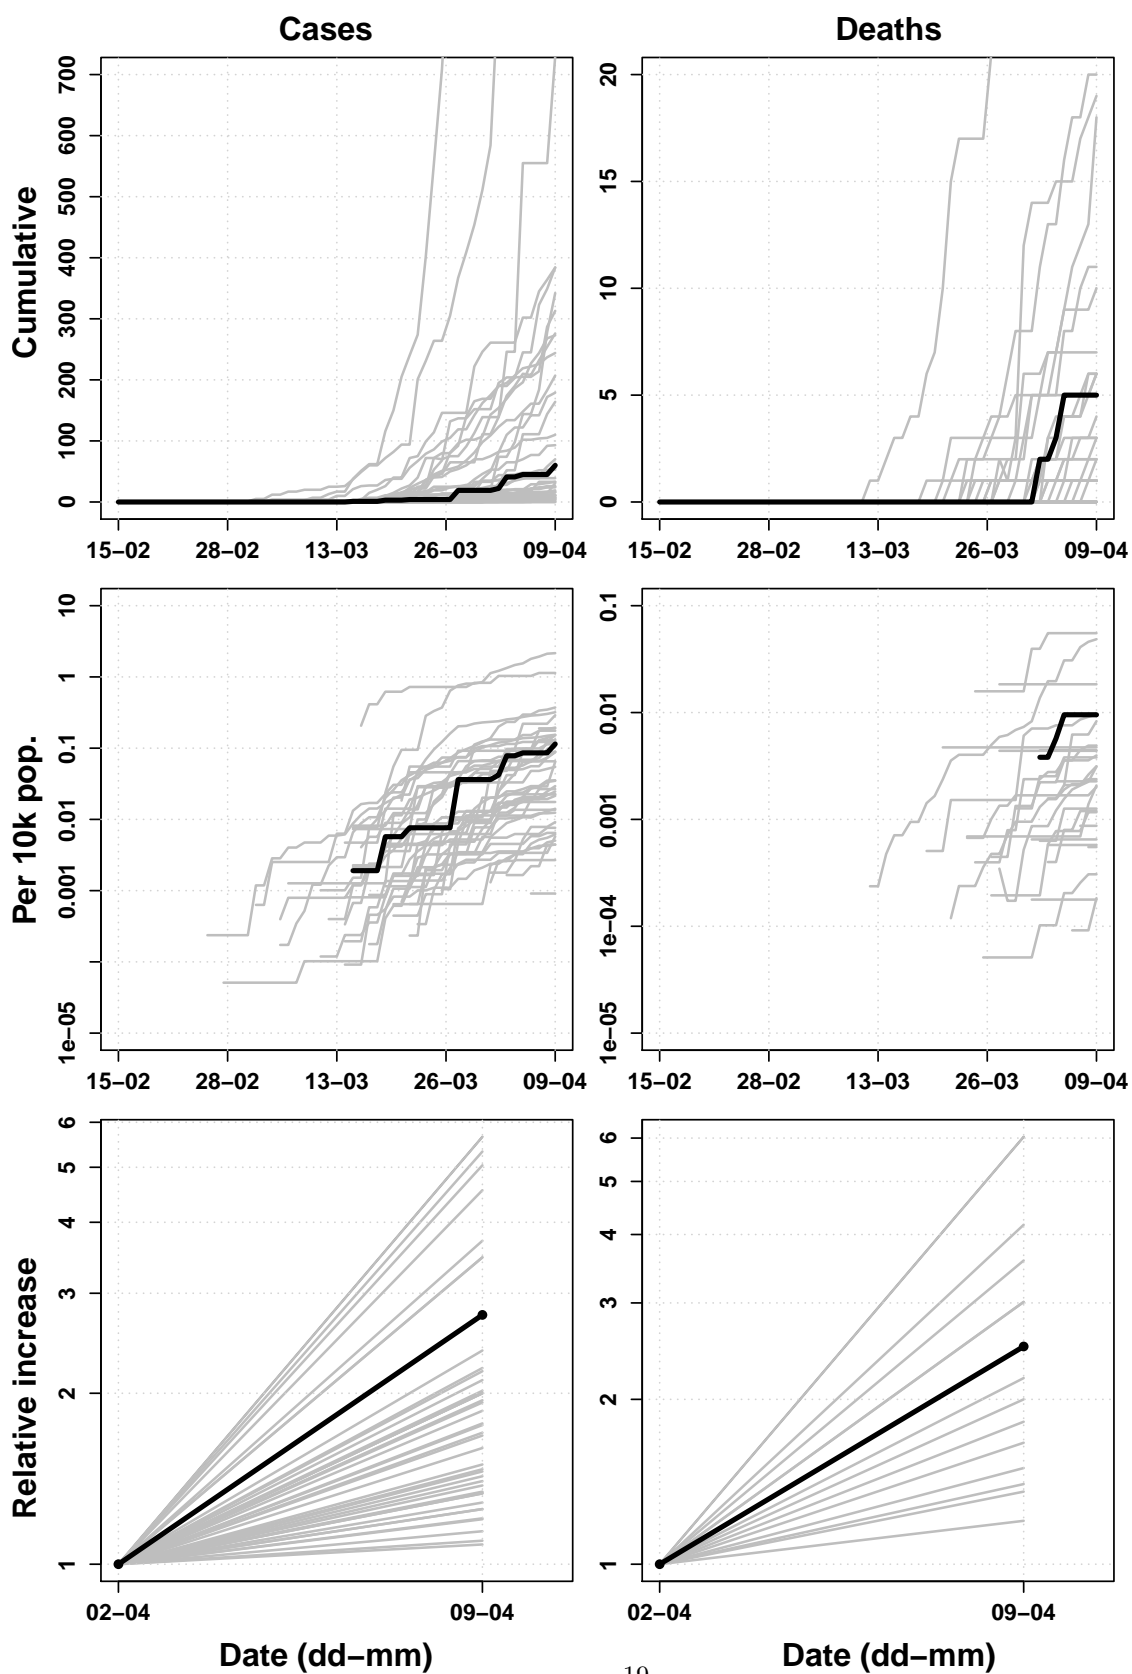 Cases Deaths
Cumulative
700
600
500
400
300
200
100
0
15−02 28−02 13−03 26−03 09−04
20
15
10
5
0
15−02 28−02 13−03 26−03 09−04
Per 10k pop.
10
1
0.1
0.01
0.001
1e−05
15−02 28−02 13−03 26−03 09−04
0.1
0.01
0.001
1e−04
1e−05
15−02 28−02 13−03 26−03 09−04
Relative increase
6
5
4
3
2
1
02−04 09−04
6
5
4
3
2
1
02−04 09−04
Date (dd−mm) Date (dd−mm)